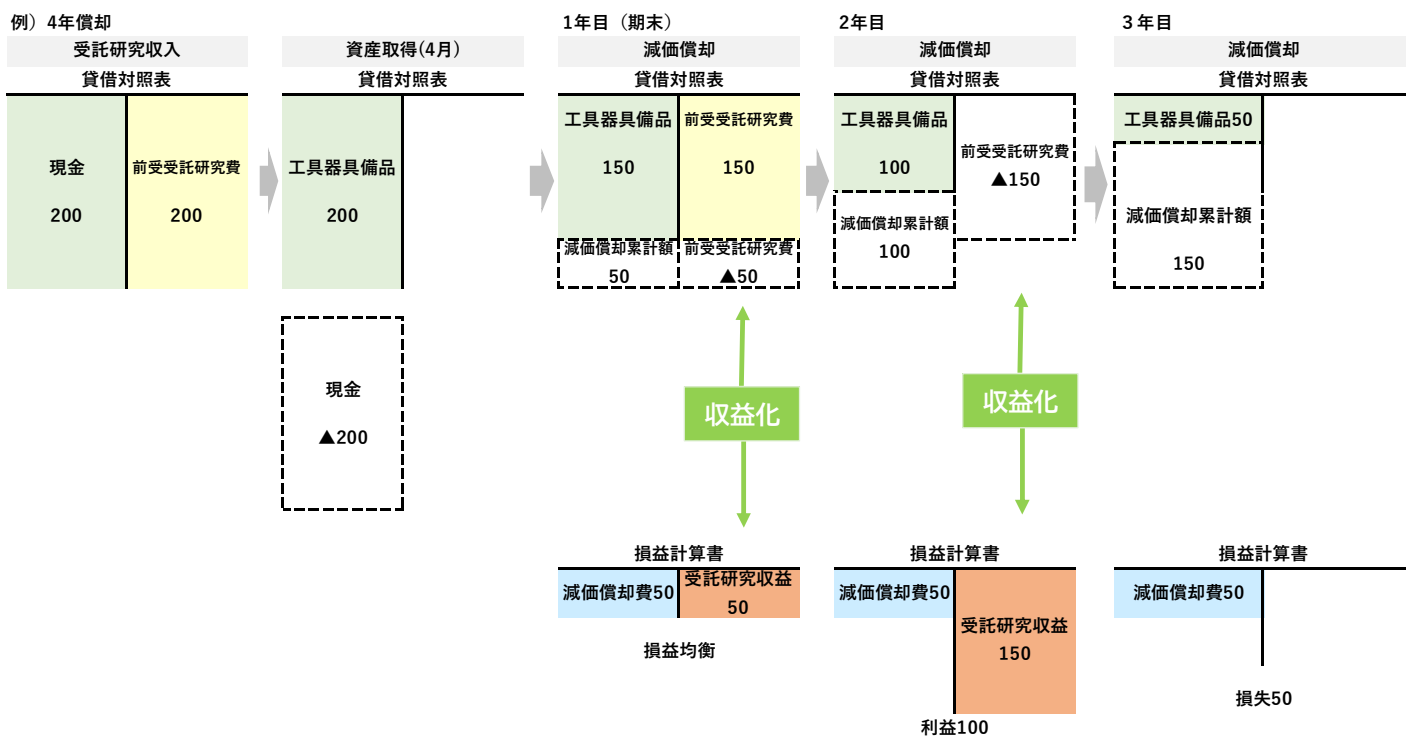 例）4年償却
受託研究収入
貸借対照表
現金
200
前受受託研究費
200
資産取得(4月)
貸借対照表
工具器具備品
200
現金
▲200
1年目（期末）
減価償却
貸借対照表
工具器具備品
150
前受受託研究費
150
減価償却累計額
50
前受受託研究費
▲50
収益化
損益計算書
減価償却費50
受託研究収益
50
損益均衡
2年目
減価償却
貸借対照表
工具器具備品
100
前受受託研究費
▲150
減価償却累計額
100
収益化
損益計算書
減価償却費50
受託研究収益
150
利益100
３年目
減価償却
貸借対照表
工具器具備品50
減価償却累計額
150
損益計算書
減価償却費50
損失50